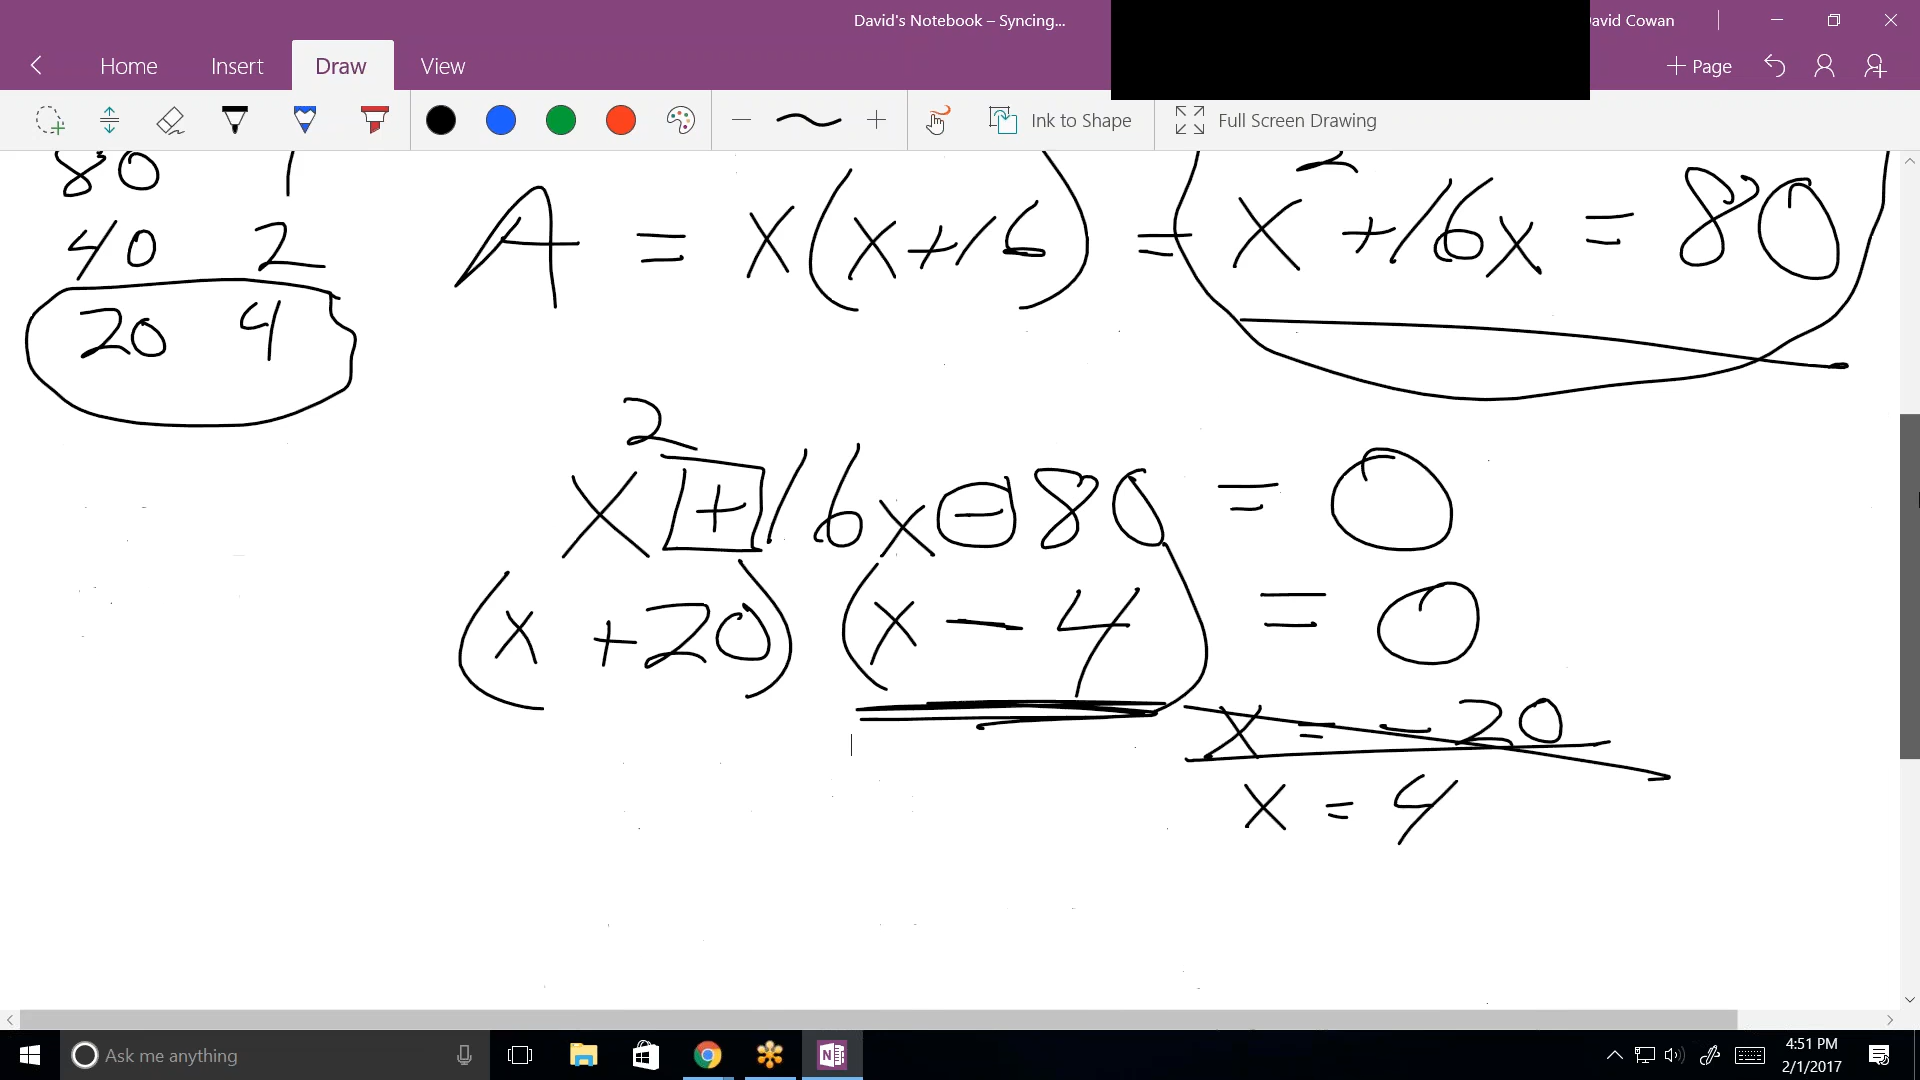 David's Notebook – Syncing...
avid Cowan
Home Insert Draw View
+ Page
Ink to Shape
Full Screen Drawing
80 1
40 2
20 4
A = x(x+16) = x² +16x = 80
x² + 16x - 80 = 0
(x + 20) (x - 4) = 0
x = - 20
x = 4
Ask me anything
N
4:51 PM
2/1/2017